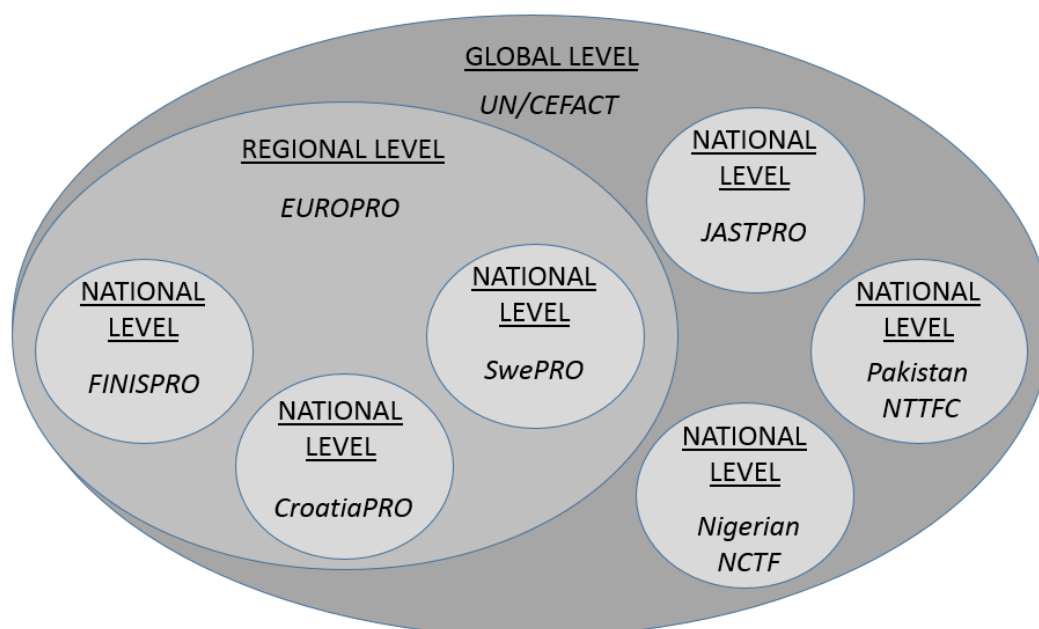 GLOBAL LEVEL
UN/CEFACT
REGIONAL LEVEL
EUROPRO
NATIONAL
LEVEL
JASTPRO
NATIONAL
LEVEL
FINISPRO
NATIONAL
LEVEL
SwePRO
NATIONAL
LEVEL
Pakistan
NTTFC
NATIONAL
LEVEL
CroatiaPRO
NATIONAL
LEVEL
Nigerian
NCTF